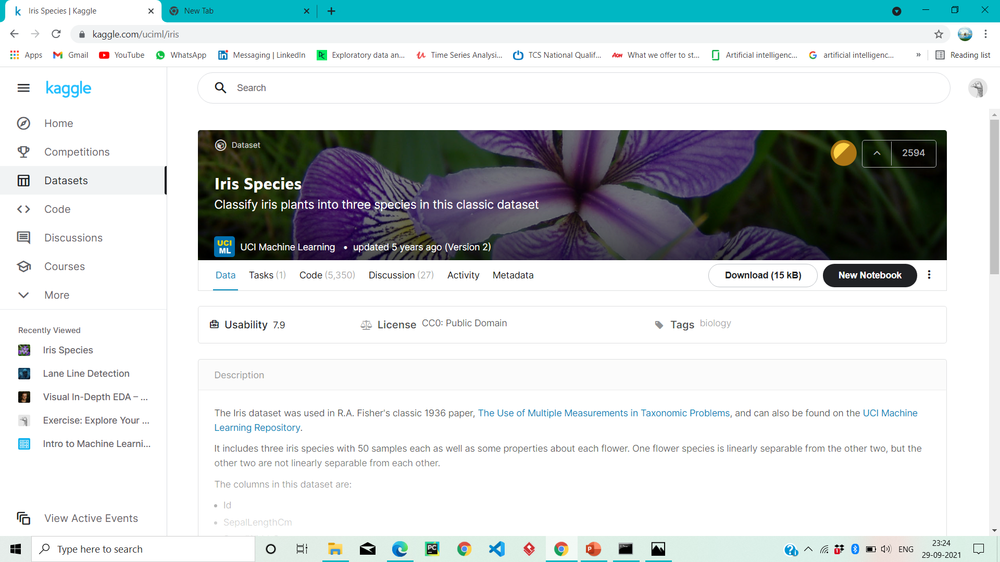 Iris Species | Kaggle
New Tab
kaggle.com/uciml/iris
Apps
Gmail
YouTube
WhatsApp
Messaging | LinkedIn
Exploratory data an...
Time Series Analysi...
TCS National Qualif...
What we offer to st...
Artificial intelligenc...
artificial intelligenc...
»
Reading list
kaggle
Search
Home
Competitions
Datasets
Code
Discussions
Courses
More
Recently Viewed
Iris Species
Lane Line Detection
Visual In-Depth EDA – ...
Exercise: Explore Your ...
Intro to Machine Learni...
View Active Events
Dataset
2594
Iris Species
Classify iris plants into three species in this classic dataset
UCI ML
UCI Machine Learning • updated 5 years ago (Version 2)
Data
Tasks (1)
Code (5,350)
Discussion (27)
Activity
Metadata
Download (15 kB)
New Notebook
Usability 7.9
License CC0: Public Domain
Tags biology
Description
The Iris dataset was used in R.A. Fisher's classic 1936 paper, The Use of Multiple Measurements in Taxonomic Problems, and can also be found on the UCI Machine
Learning Repository.
It includes three iris species with 50 samples each as well as some properties about each flower. One flower species is linearly separable from the other two, but the
other two are not linearly separable from each other.
The columns in this dataset are:
• Id
• SepalLengthCm
Type here to search
ENG
23:24
29-09-2021